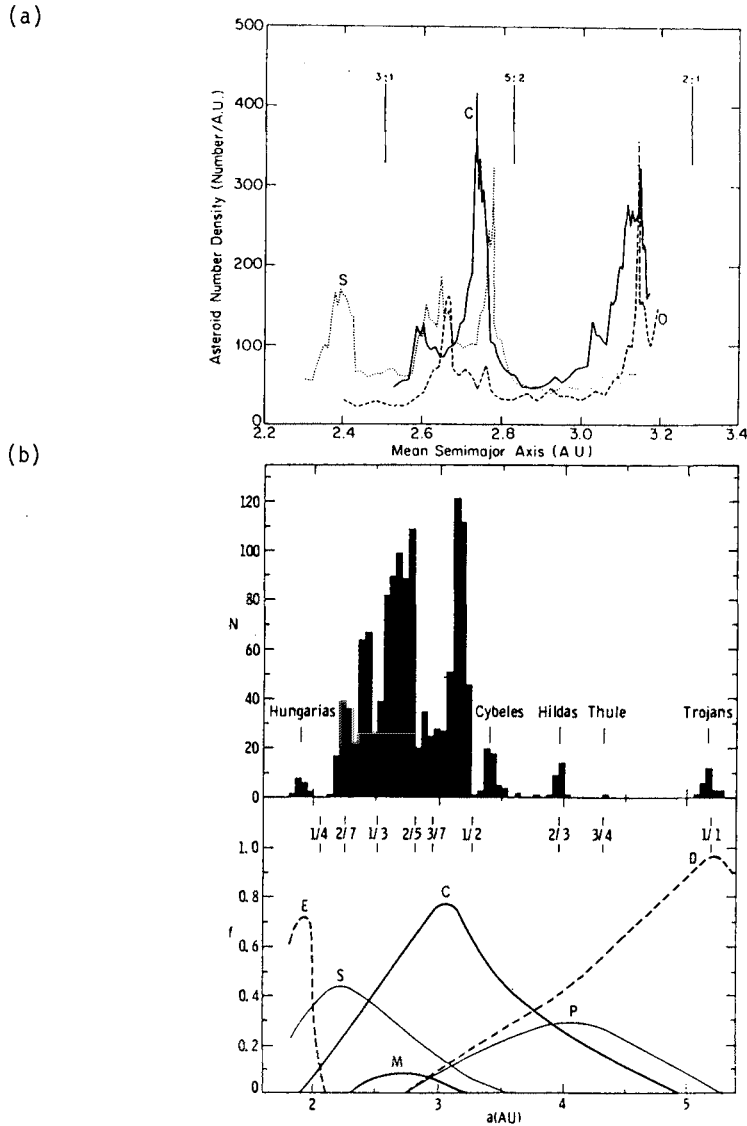 (a)
500
400
300
200
100
0
Asteroid Number Density (Number/A.U.)
3:1
5:2
2:1
C
S
O
2.2 2.4 2.6 2.8 3.0 3.2 3.4
Mean Semimajor Axis (A U)
(b)
120
100
80
60
40
20
0
N
Hungarias
Cybeles
Hildas
Thule
Trojans
1/4 2/7 1/3 2/5 3/7 1/2 2/3 3/4 1/1
1.0
0.8
0.6
0.4
0.2
0
f
E
S
C
M
P
D
2 3 4 5
a(AU)